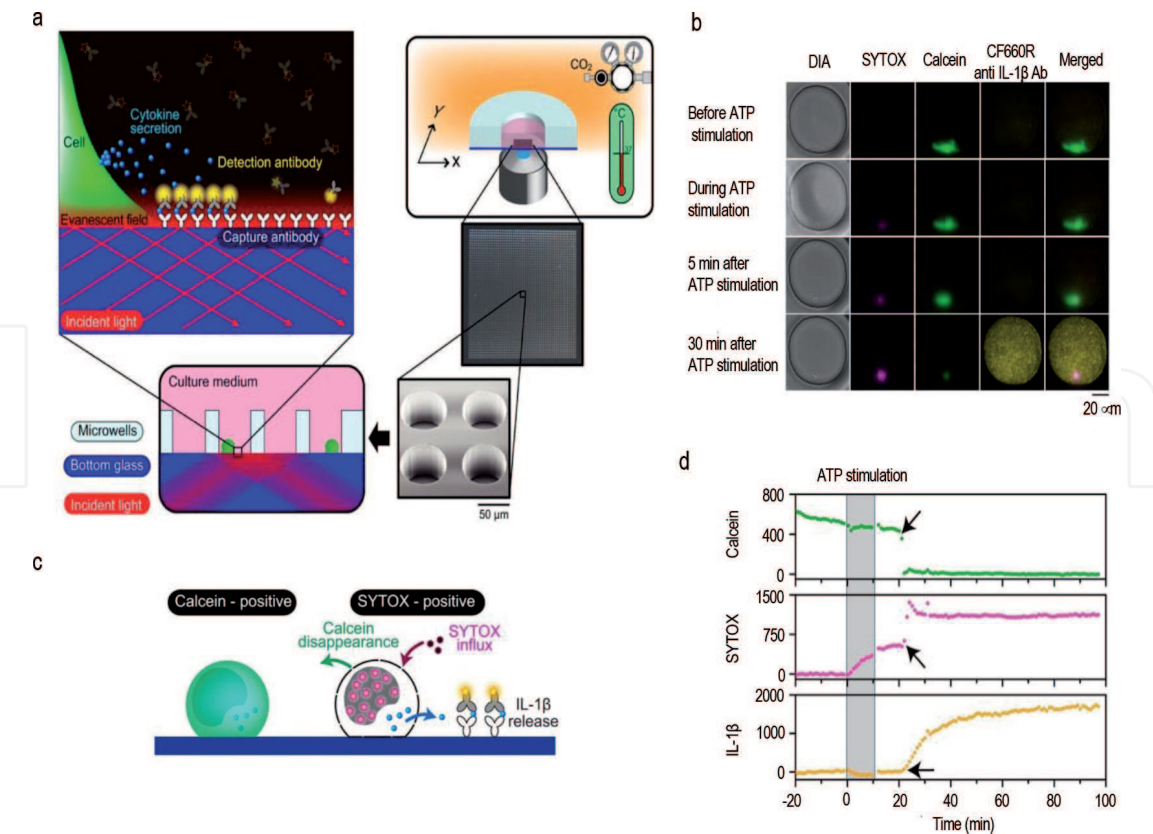 a
Cytokine
secretion
Cell
Detection antibody
Evanescent field
Capture antibody
Incident light
CO2
Y
X
°C
37
Culture medium
Microwells
Bottom glass
Incident light
50 µm
b
DIA
SYTOX
Calcein
CF660R
anti IL-1β Ab
Merged
Before ATP
stimulation
During ATP
stimulation
5 min after
ATP stimulation
30 min after
ATP stimulation
20 ∝m
c
Calcein - positive
SYTOX - positive
Calcein
disappearance
SYTOX
influx
IL-1β
release
d
ATP stimulation
Calcein
800
400
0
SYTOX
1500
750
0
IL-1β
2000
1000
0
-20 0 20 40 60 80 100
Time (min)